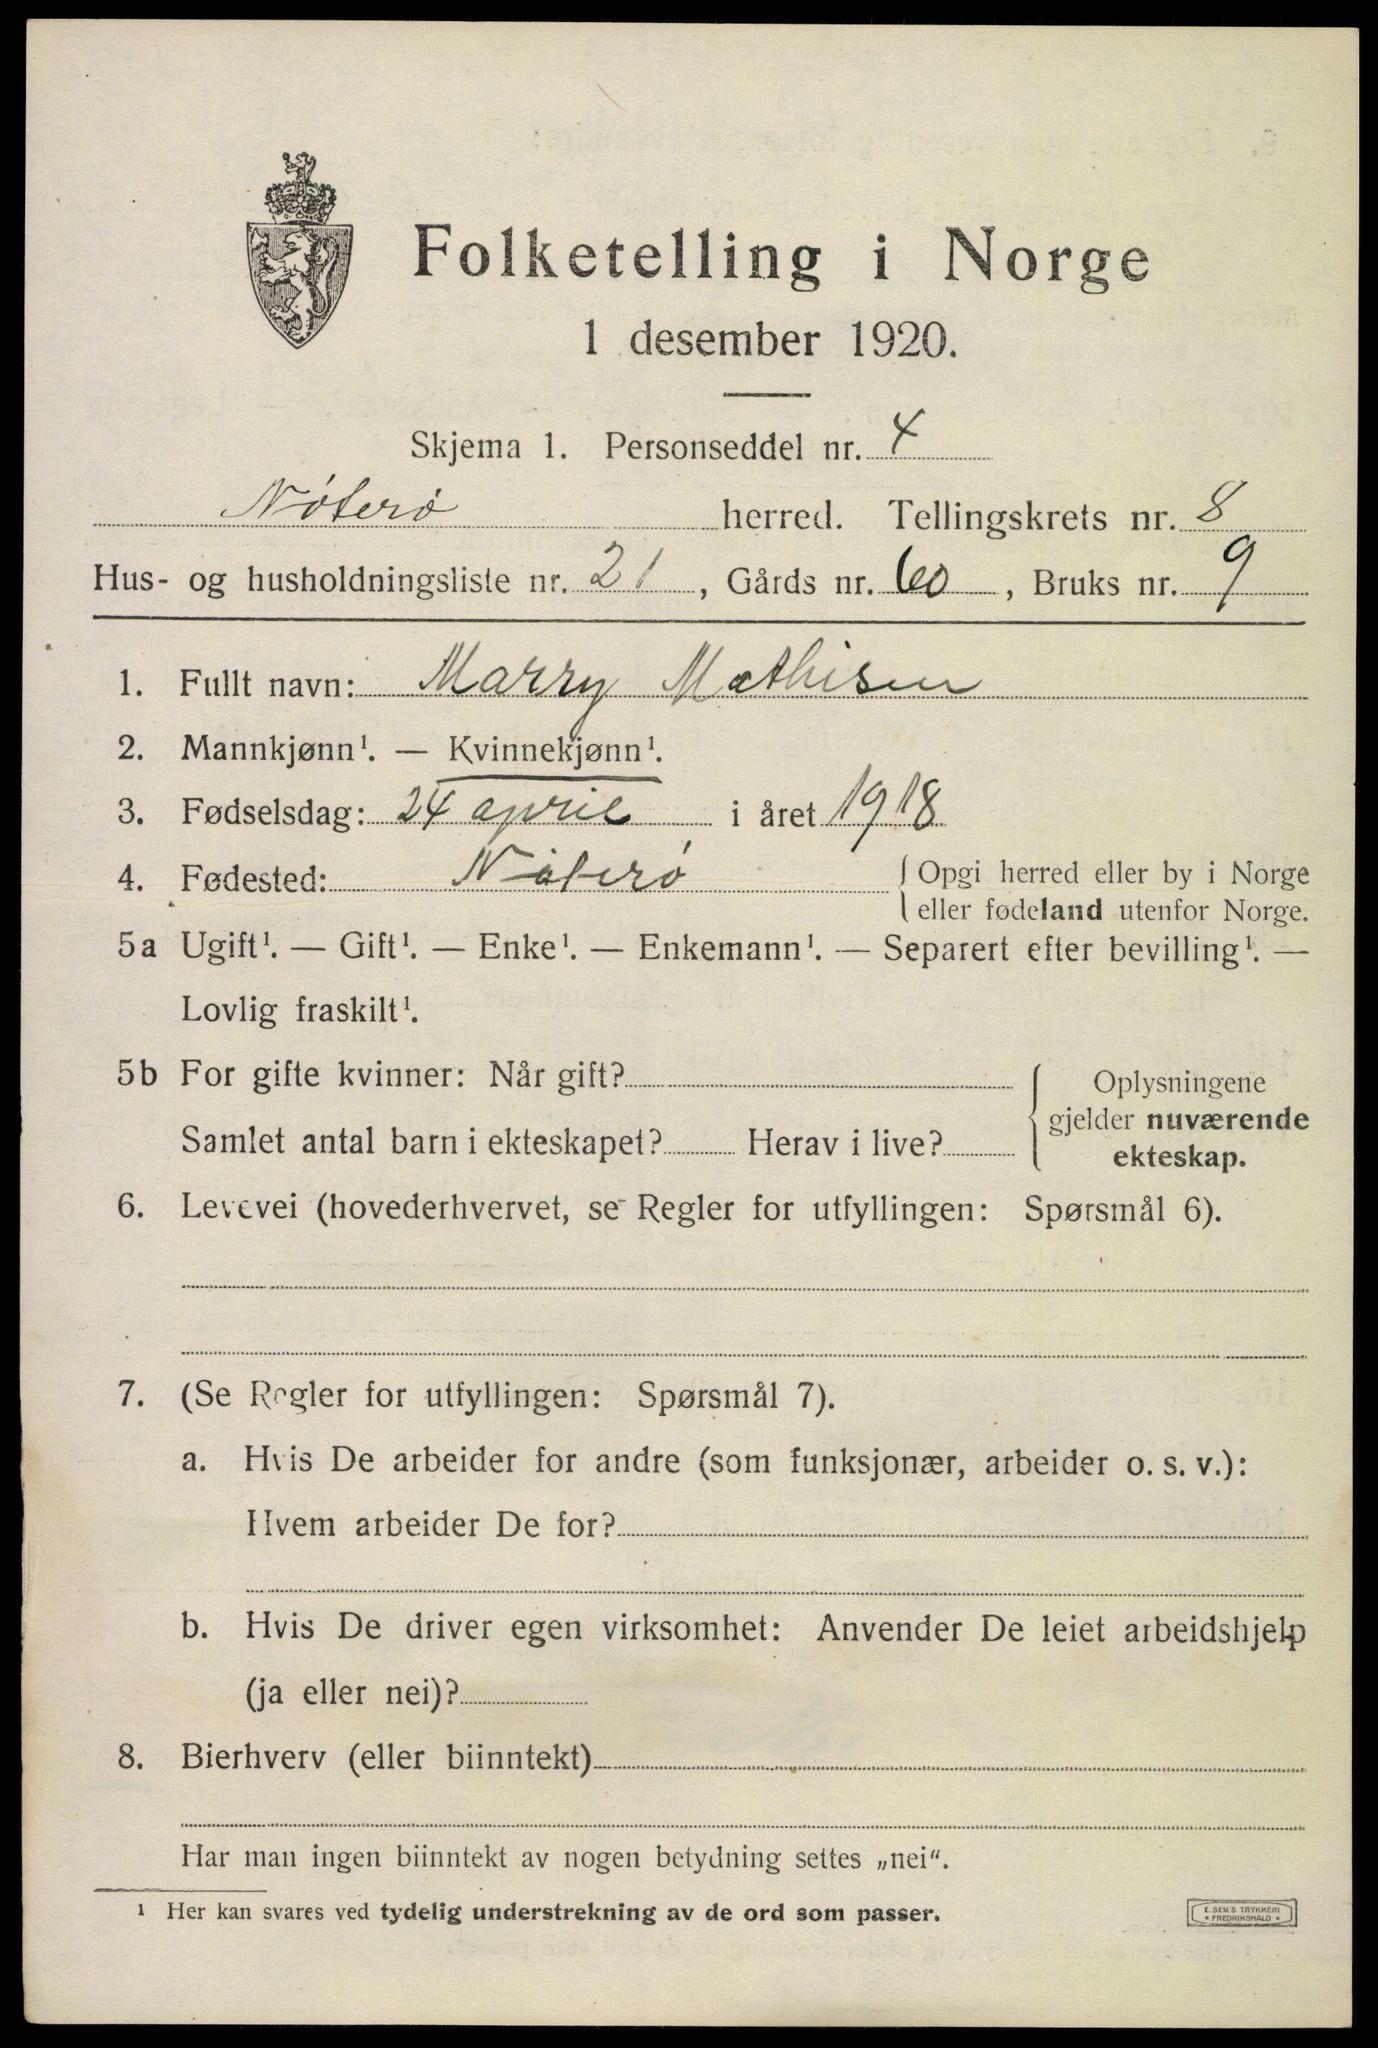 Folketelling i Norge
1 desember 1920.
Skjema 1. Personseddel nr. 4
Nøterø herred. Tellingskrets nr. 8
Hus- og husholdningsliste nr. 21, Gårds nr. 60, Bruks nr. 9
1. Fullt navn: Marry Mathisen
2. Mannkjønn¹. — Kvinnekjønn¹.
3. Fødselsdag: 24 april i året 1918
4. Fødested: Nøterø { Opgi herred eller by i Norge
eller fødeland utenfor Norge.
5a Ugift¹. — Gift¹. — Enke¹. — Enkemann¹. — Separert efter bevilling¹. —
Lovlig fraskilt¹.
5b For gifte kvinner: Når gift?
Samlet antal barn i ekteskapet? Herav i live?
{ Oplysningene
gjelder nuværende
ekteskap.
6. Levevei (hovederhvervet, se Regler for utfyllingen: Spørsmål 6).
7. (Se Regler for utfyllingen: Spørsmål 7).
a. Hvis De arbeider for andre (som funksjonær, arbeider o. s. v.):
Hvem arbeider De for?
b. Hvis De driver egen virksomhet: Anvender De leiet arbeidshjelp
(ja eller nei)?
8. Bierhverv (eller biinntekt)
Har man ingen biinntekt av nogen betydning settes „nei“.
¹ Her kan svares ved tydelig understrekning av de ord som passer.
E. SEM'S TRYKKERI
• FREDRIKSHALD •